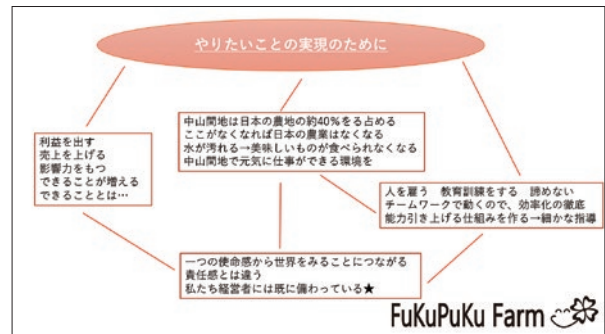 やりたいことの実現のために
利益を出す
売上を上げる
影響力をもつ
できることが増える
できることとは…
中山間地は日本の農地の約40%をる占める
ここがなくなれば日本の農業はなくなる
水が汚れる→美味しいものが食べられなくなる
中山間地で元気に仕事ができる環境を
人を雇う 教育訓練をする 諦めない
チームワークで動くので、効率化の徹底
能力引き上げる仕組みを作る→細かな指導
一つの使命感から世界をみることにつながる
責任感とは違う
私たち経営者には既に備わっている★
FuKuPuKu Farm